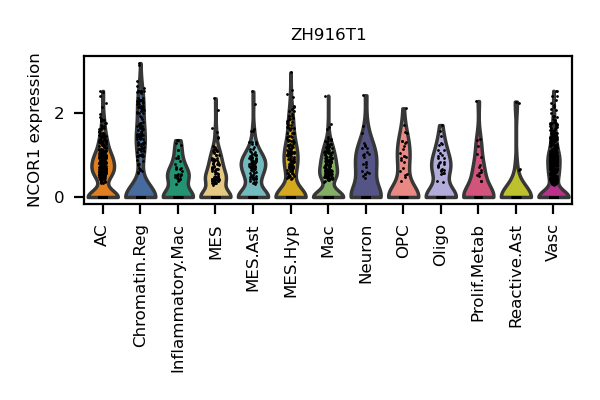 ZH916T1
NCOR1 expression
2
0
AC
Chromatin.Reg
Inflammatory.Mac
MES
MES.Ast
MES.Hyp
Mac
Neuron
OPC
Oligo
Prolif.Metab
Reactive.Ast
Vasc